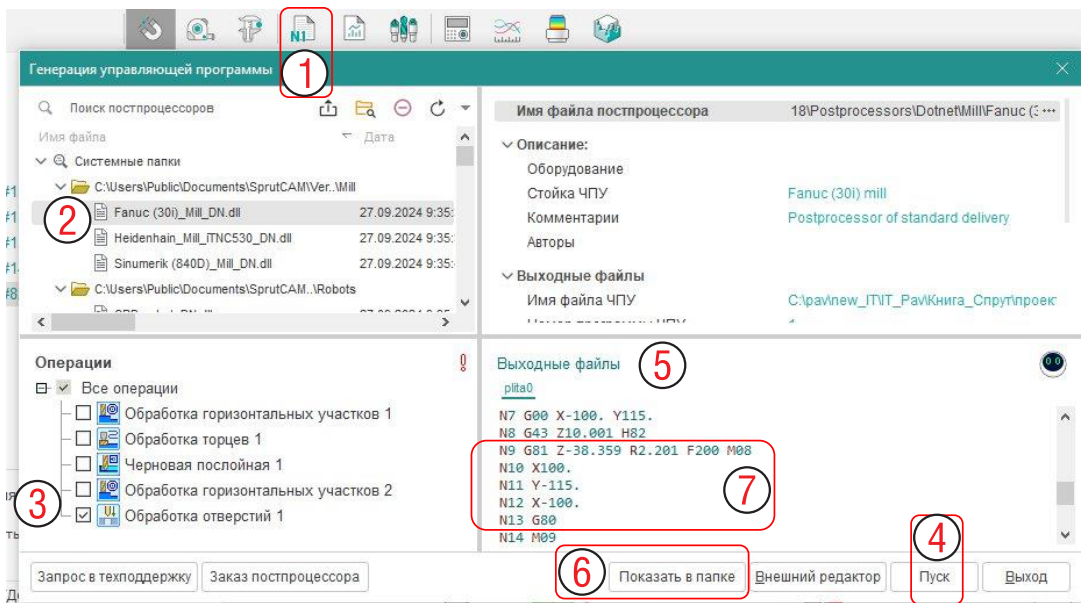 N1
1
Генерация управляющей программы
Поиск постпроцессоров
Имя файла
Дата
Системные папки
C:\Users\Public\Documents\SprutCAM\Ver..\Mill
2
Fanuc (30i)_Mill_DN.dll 27.09.2024 9:35:
Heidenhain_Mill_iTNC530_DN.dll 27.09.2024 9:35:
Sinumerik (840D)_Mill_DN.dll 27.09.2024 9:35:
C:\Users\Public\Documents\SprutCAM..\Robots
Имя файла постпроцессора 18\Postprocessors\Dotnet\Mill\Fanuc (3 ...
Описание:
Оборудование
Стойка ЧПУ Fanuc (30i) mill
Комментарии Postprocessor of standard delivery
Авторы
Выходные файлы
Имя файла ЧПУ C:\pav\new_IT\IT_Pav\Книга_Спрут\проект
#1
#1
#1
#1
#8
Операции
Все операции
Обработка горизонтальных участков 1
Обработка торцев 1
Черновая послойная 1
Обработка горизонтальных участков 2
3
Обработка отверстий 1
Выходные файлы
5
plita0
N7 G00 X-100. Y115.
N8 G43 Z10.001 H82
N9 G81 Z-38.359 R2.201 F200 M08
N10 X100.
N11 Y-115.
N12 X-100.
N13 G80
N14 M09
7
4
6
Запрос в техподдержку
Заказ постпроцессора
Показать в папке
Внешний редактор
Пуск
Выход